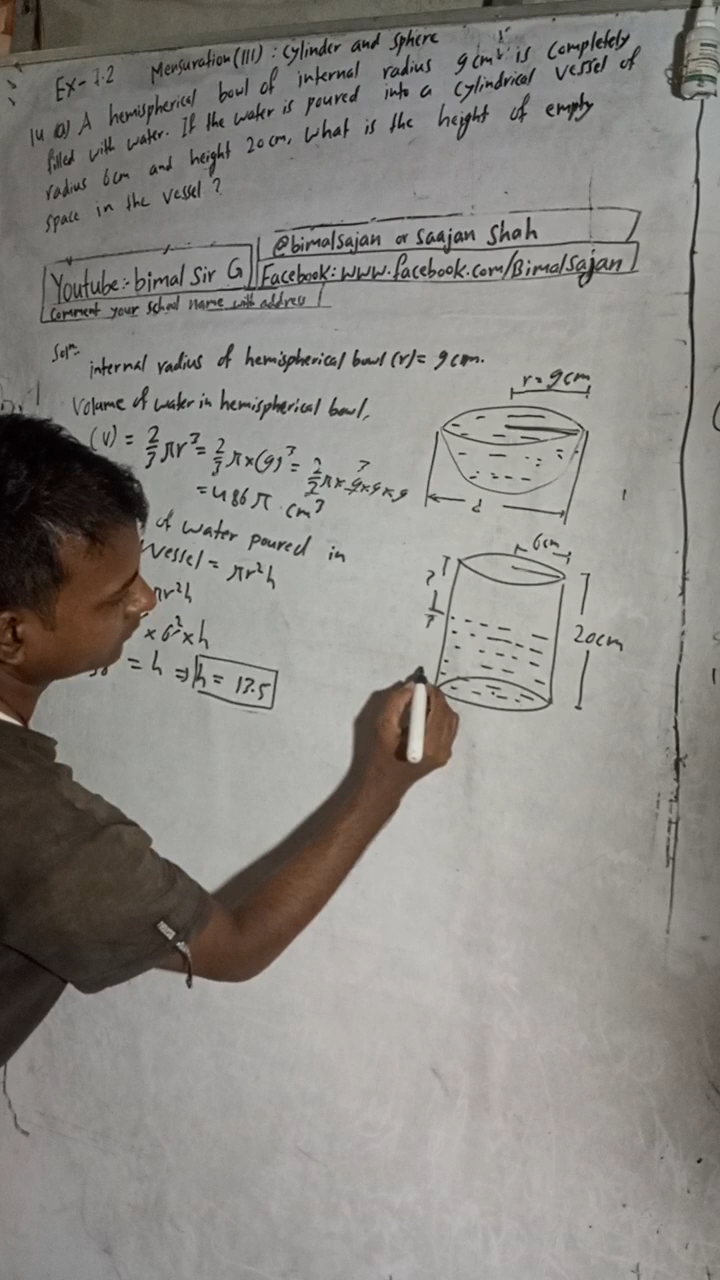 Ex-7.2 Mensuration (III) : cylinder and sphere
14 a) A hemispherical bowl of internal radius 9cm is completely
filled with water. If the water is poured into a cylindrical vessel of
radius 6cm and height 20cm, what is the height of empty
space in the vessel ?
@bimalsajan or Saajan Shah
Youtube:- bimal Sir G
Facebook: www.facebook.com/Bimalsajan
Comment your school name with address
Solⁿ.
internal radius of hemispherical bowl (r) = 9cm.
r = 9cm
Volume of water in hemispherical bowl,
(V) = 2/3 πr³ = 2/3 π×(9)³ = 2/3 π×9×9×9
= 486π cm³
d
of water poured in
vessel = πr²h
πr²h
× 6² × h
= h ⇒ h = 13.5
6cm
?
?
20cm